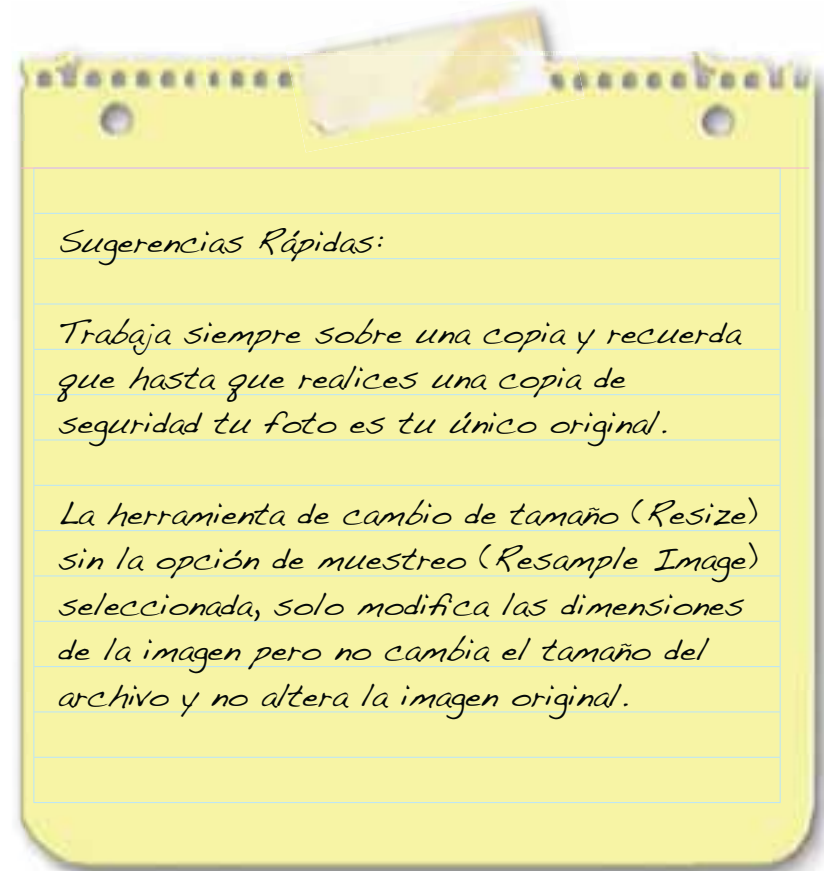 Sugerencias Rápidas:
Trabaja siempre sobre una copia y recuerda
que hasta que realices una copia de
seguridad tu foto es tu único original.
La herramienta de cambio de tamaño (Resize)
sin la opción de muestreo (Resample Image)
seleccionada, solo modifica las dimensiones
de la imagen pero no cambia el tamaño del
archivo y no altera la imagen original.